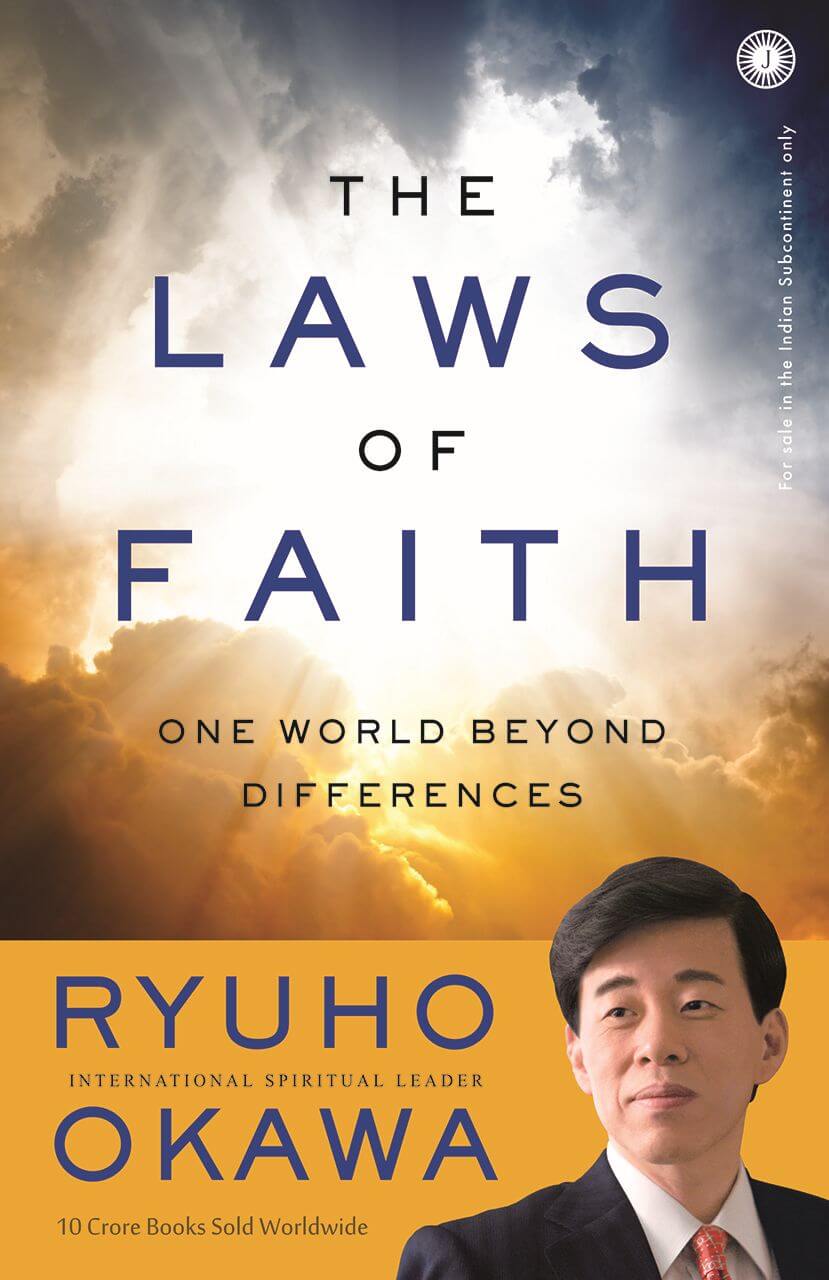 J
For sale in the Indian Subcontinent only
THE
LAWS
OF
FAITH
ONE WORLD BEYOND
DIFFERENCES
RYUHO
INTERNATIONAL SPIRITUAL LEADER
OKAWA
10 Crore Books Sold Worldwide